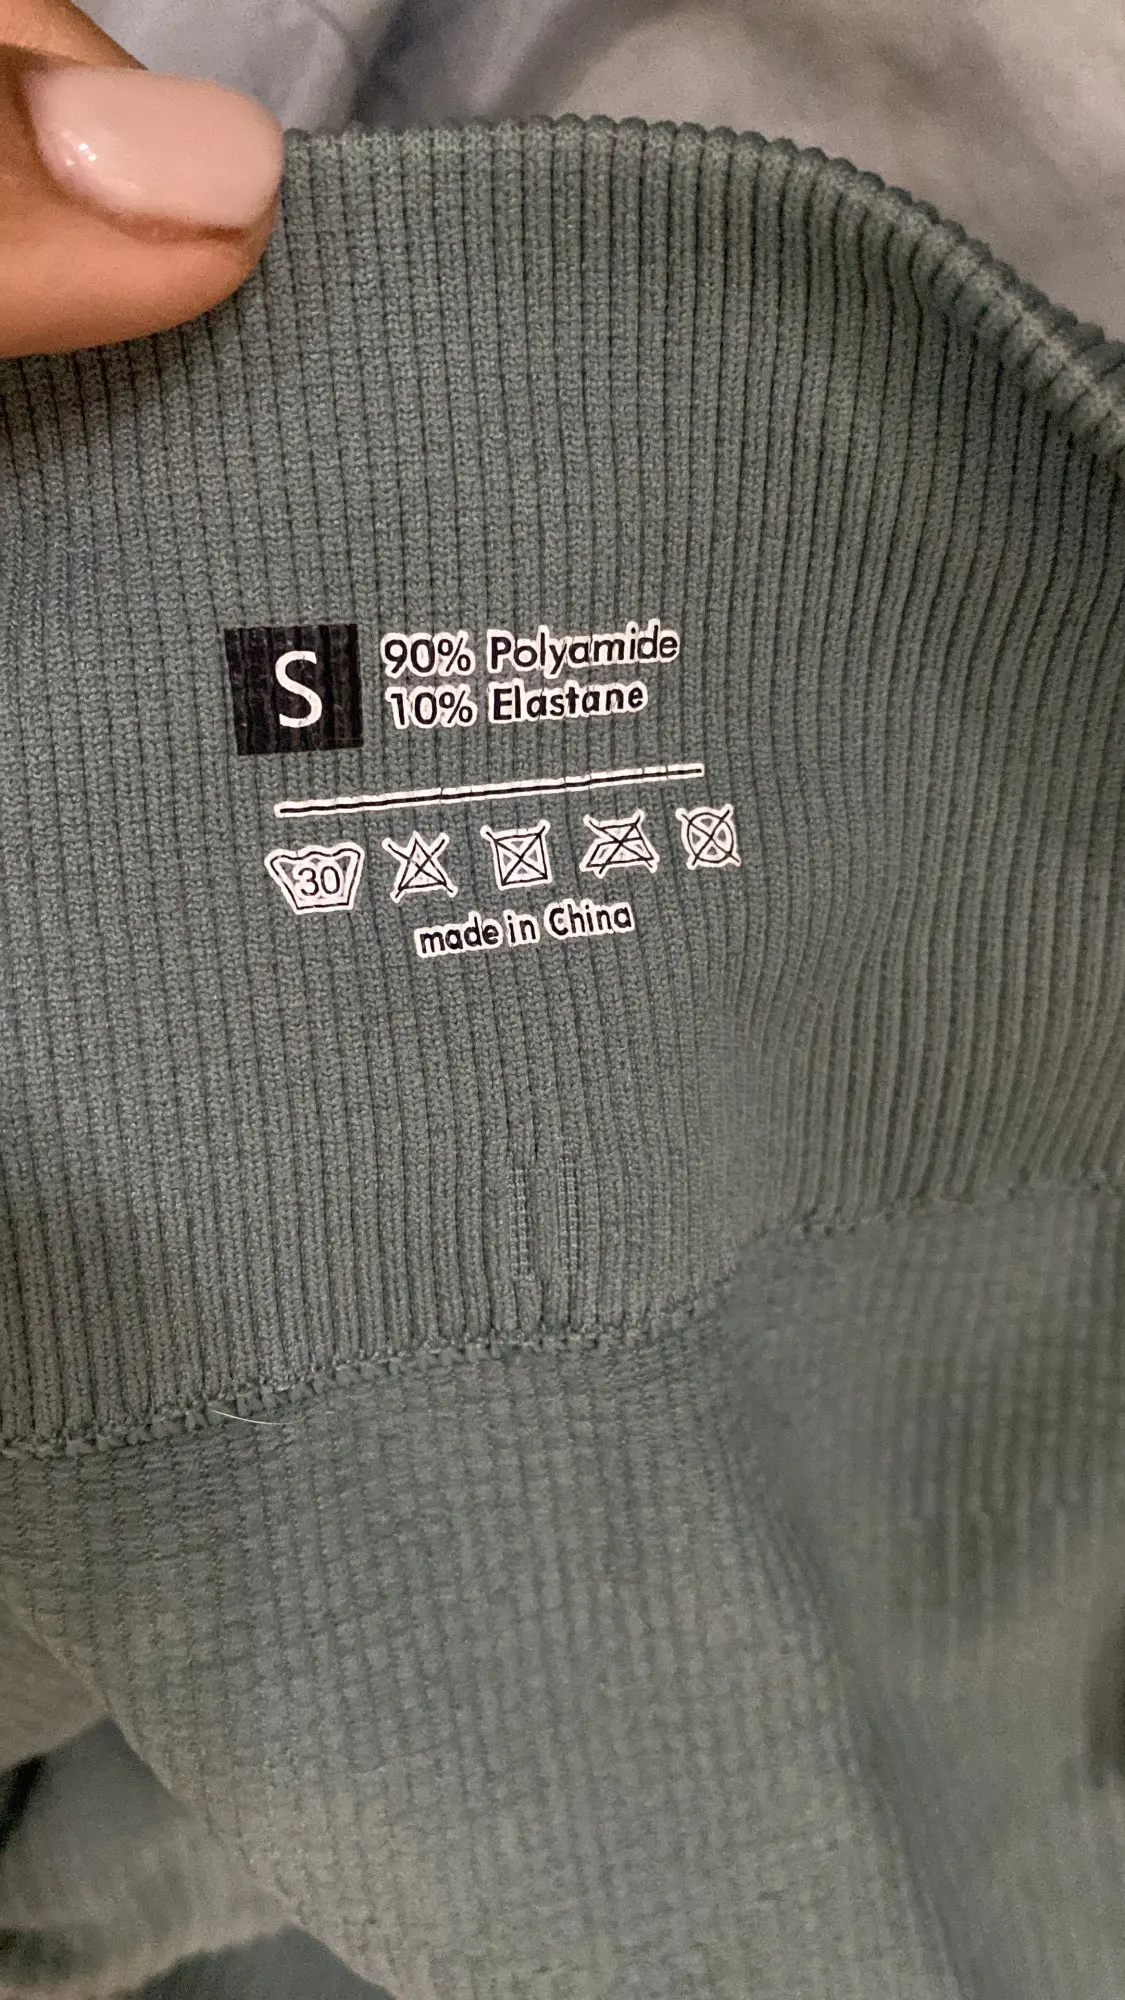 S
90% Polyamide
10% Elastane
30
made in China